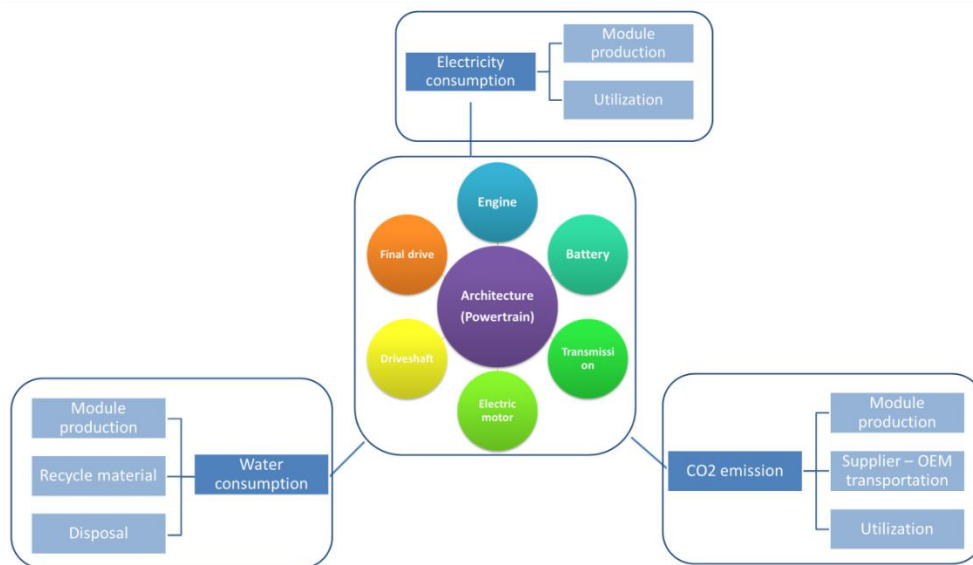 Electricity
consumption
Module
production
Utilization
Engine
Final drive
Battery
Architecture
(Powertrain)
Driveshaft
Transmissi
on
Electric
motor
Module
production
Recycle material
Disposal
Water
consumption
CO2 emission
Module
production
Supplier – OEM
transportation
Utilization